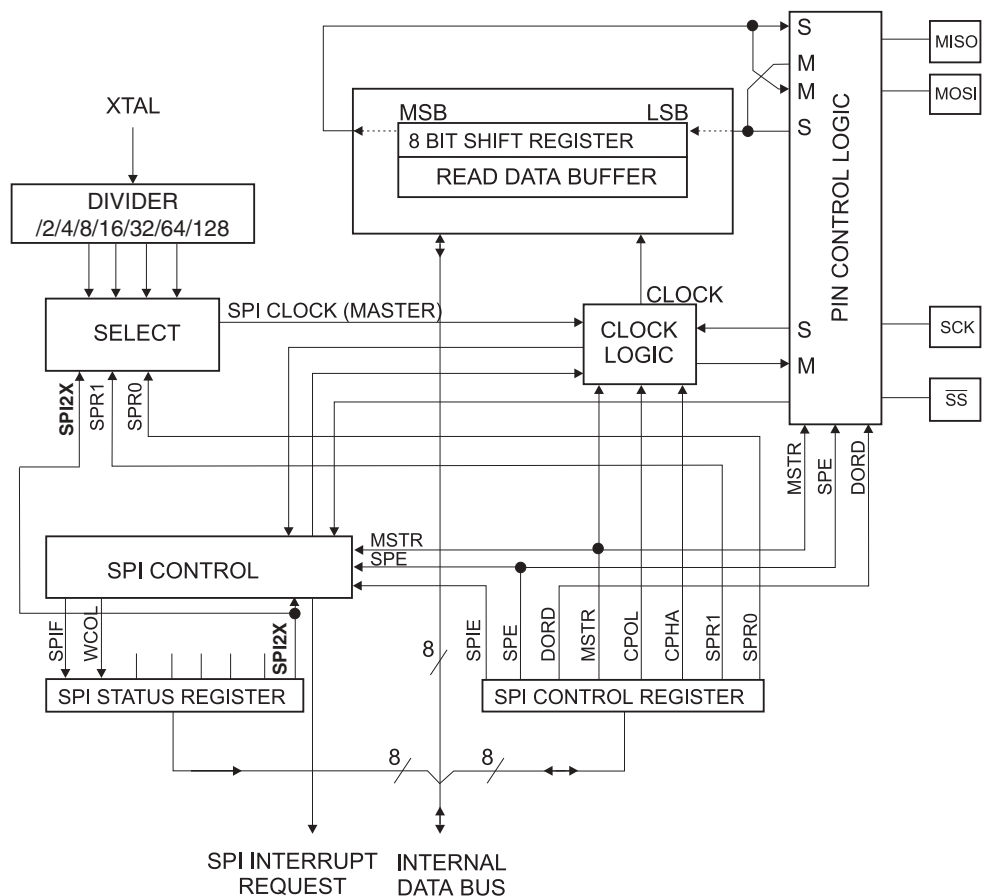 S
MISO
M
XTAL
MSB
LSB
M
MOSI
8 BIT SHIFT REGISTER
S
READ DATA BUFFER
DIVIDER
/2/4/8/16/32/64/128
PIN CONTROL LOGIC
SPI CLOCK (MASTER)
CLOCK
SELECT
CLOCK
LOGIC
S
SCK
M
SPI2X
SPR1
SPR0
SS
MSTR
SPE
DORD
MSTR
SPE
SPI CONTROL
SPIF
WCOL
SPI2X
8
SPIE
SPE
DORD
MSTR
CPOL
CPHA
SPR1
SPR0
SPI STATUS REGISTER
SPI CONTROL REGISTER
8
8
SPI INTERRUPT
REQUEST
INTERNAL
DATA BUS